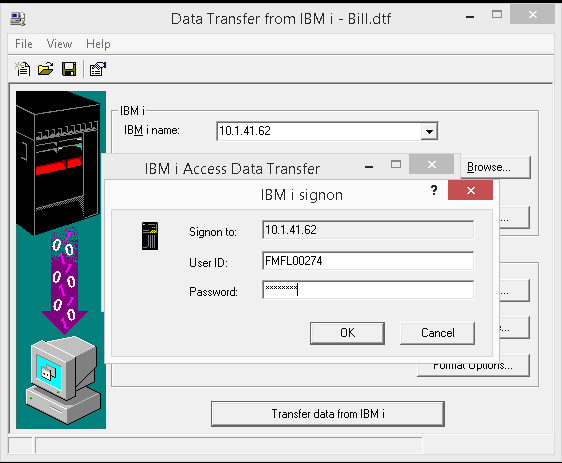 Data Transfer from IBM i - Bill.dtf
File View Help
IBM i
IBM i name: 10.1.41.62
IBM i Access Data Transfer
Browse...
IBM i signon
?
Signon to: 10.1.41.62
User ID: FMFL00274
Password: ********
OK Cancel
Format Options...
Transfer data from IBM i